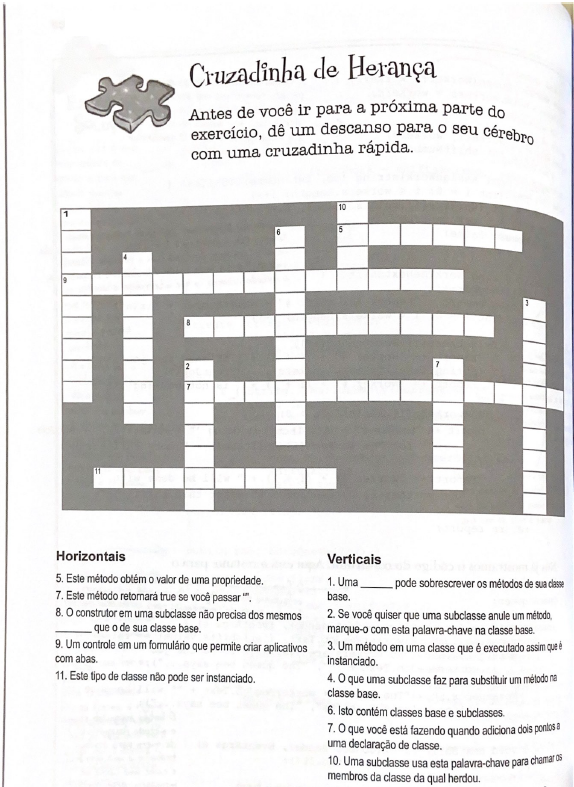 Cruzadinha de Herança
Antes de você ir para a próxima parte do
exercício, dê um descanso para o seu cérebro
com uma cruzadinha rápida.
1
10
6
5
4
9
3
8
2
7
7
11
Horizontais
5. Este método obtém o valor de uma propriedade.
7. Este método retornará true se você passar "".
8. O construtor em uma subclasse não precisa dos mesmos
______ que o de sua classe base.
9. Um controle em um formulário que permite criar aplicativos
com abas.
11. Este tipo de classe não pode ser instanciado.
Verticais
1. Uma ______ pode sobrescrever os métodos de sua classe
base.
2. Se você quiser que uma subclasse anule um método,
marque-o com esta palavra-chave na classe base.
3. Um método em uma classe que é executado assim que é
instanciado.
4. O que uma subclasse faz para substituir um método na
classe base.
6. Isto contém classes base e subclasses.
7. O que você está fazendo quando adiciona dois pontos a
uma declaração de classe.
10. Uma subclasse usa esta palavra-chave para chamar os
membros da classe da qual herdou.